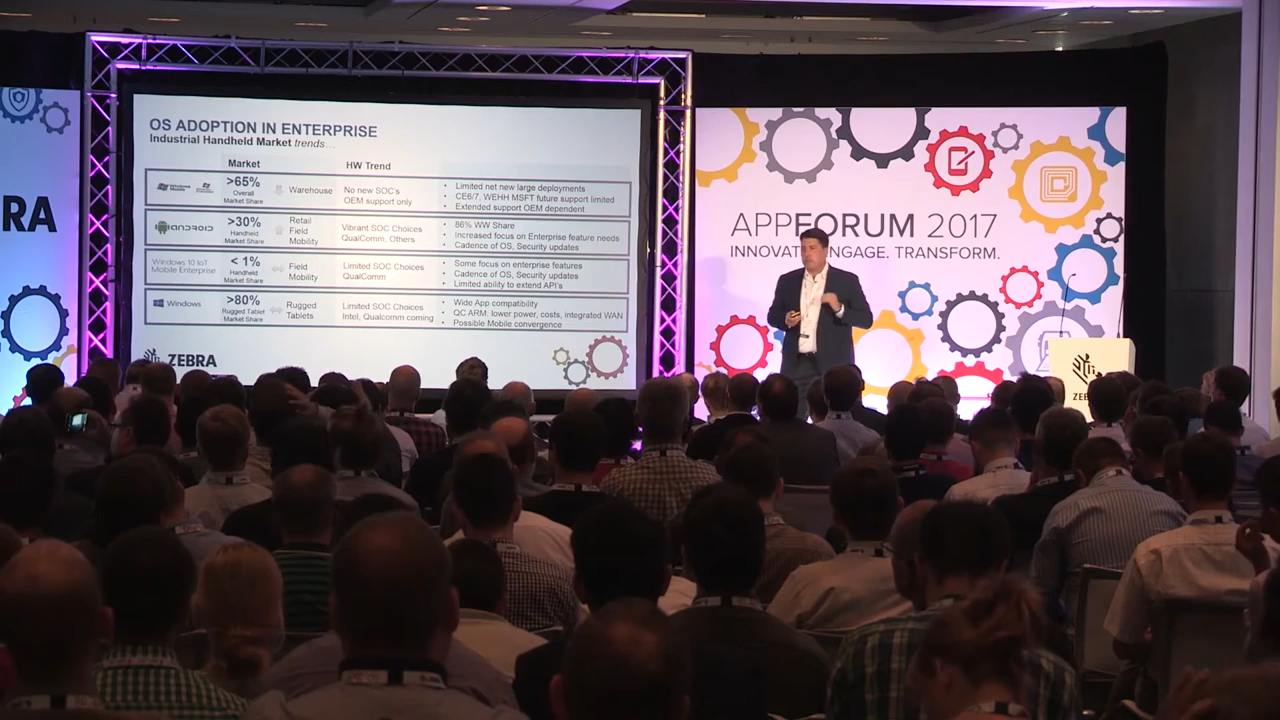 OS ADOPTION IN ENTERPRISE
Industrial Handheld Market trends…
Market HW Trend
Windows Mobile >65% Overall Market Share Warehouse No new SOC's OEM support only
• Limited net new large deployments
• CE6/7, WEHH MSFT future support limited
• Extended support OEM dependent
ANDROID >30% Handheld Market Share Retail Field Mobility Vibrant SOC Choices QualComm, Others
• 86% WW Share
• Increased focus on Enterprise feature needs
• Cadence of OS, Security updates
Windows 10 IoT Mobile Enterprise < 1% Handheld Market Share Field Mobility Limited SOC Choices QualComm
• Some focus on enterprise features
• Cadence of OS, Security updates
• Limited ability to extend API's
Windows >80% Rugged Tablet Market Share Rugged Tablets Limited SOC Choices Intel, Qualcomm coming
• Wide App compatibility
• QC ARM: lower power, costs, integrated WAN
• Possible Mobile convergence
ZEBRA
RA
APPFORUM 2017
INNOVAT ENGAGE. TRANSFORM.
ZEB